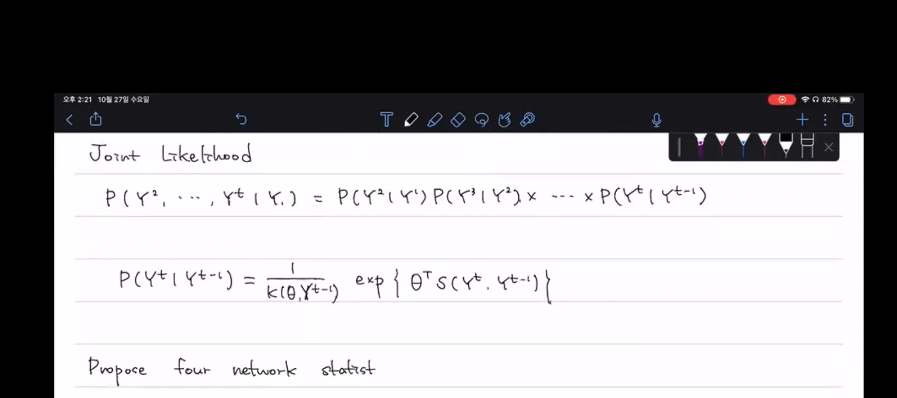 오후 2:21 10월 27일 수요일
82%
Joint Likelihood
P(Y², ..., Yᵗ | Y₁) = P(Y² | Y¹) P(Y³ | Y²) × ... × P(Yᵗ | Yᵗ⁻¹)
P(Yᵗ | Yᵗ⁻¹) = 1 / K(θ, Yᵗ⁻¹) exp { θᵀ S(Yᵗ, Yᵗ⁻¹) }
Propose four network statist